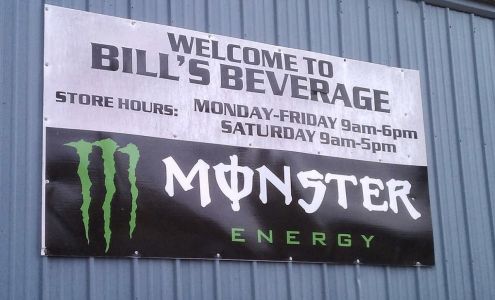 WELCOME TO
BILL'S BEVERAGE
STORE HOURS: MONDAY-FRIDAY 9am-6pm
SATURDAY 9am-5pm
MONSTER
ENERGY